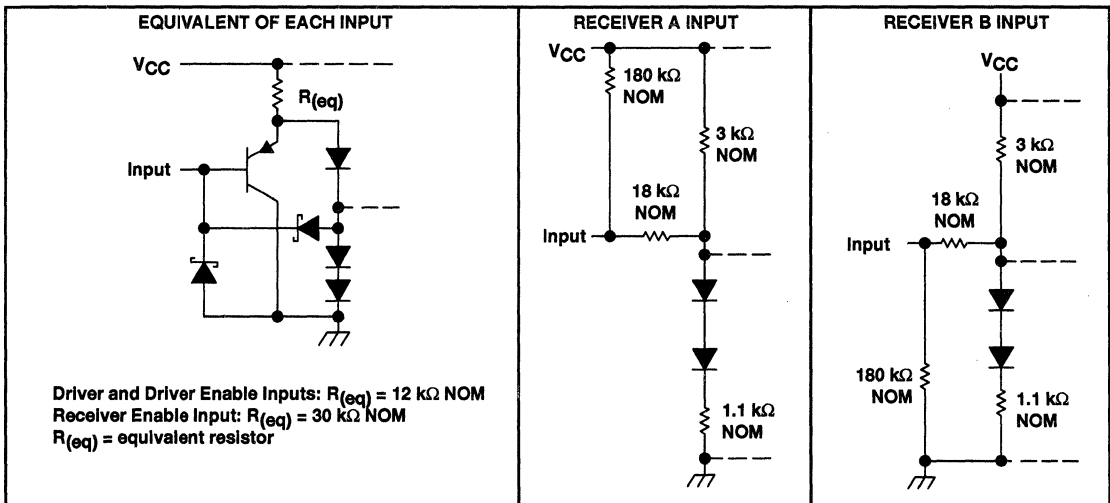 EQUIVALENT OF EACH INPUT
VCC
R(eq)
Input
Driver and Driver Enable Inputs: R(eq) = 12 kΩ NOM
Receiver Enable Input: R(eq) = 30 kΩ NOM
R(eq) = equivalent resistor
RECEIVER A INPUT
VCC
180 kΩ
NOM
3 kΩ
NOM
18 kΩ
NOM
Input
1.1 kΩ
NOM
RECEIVER B INPUT
VCC
3 kΩ
NOM
18 kΩ
NOM
Input
180 kΩ
NOM
1.1 kΩ
NOM